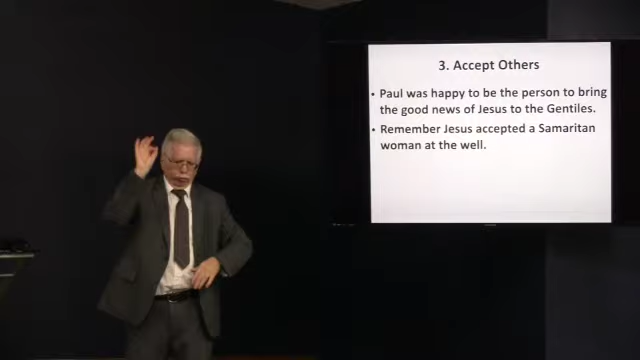 3. Accept Others
• Paul was happy to be the person to bring
the good news of Jesus to the Gentiles.
• Remember Jesus accepted a Samaritan
woman at the well.